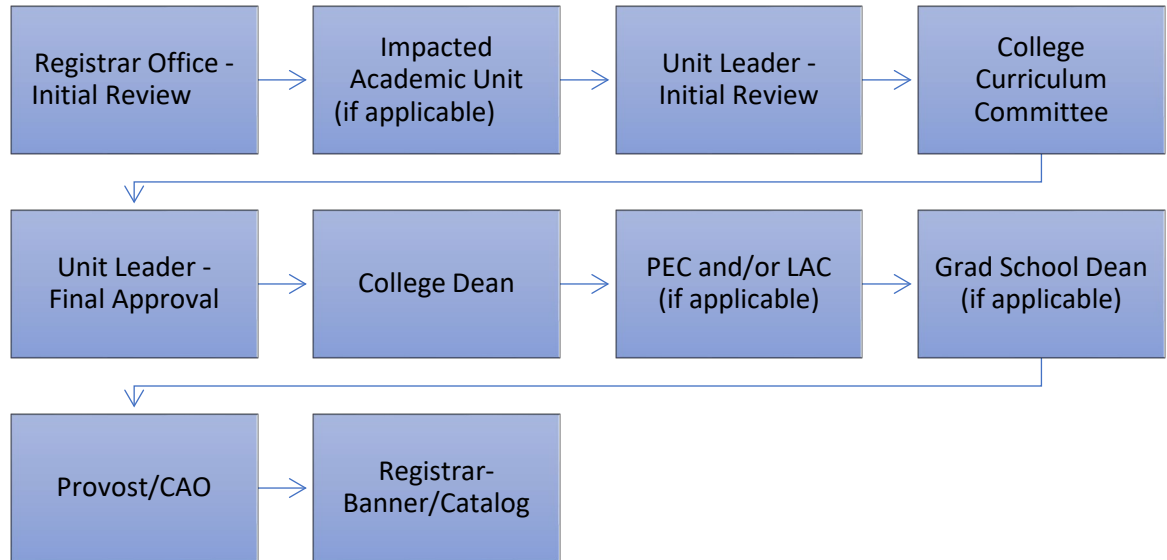 Registrar Office -
Initial Review
Impacted
Academic Unit
(if applicable)
Unit Leader -
Initial Review
College
Curriculum
Committee
Unit Leader -
Final Approval
College Dean
PEC and/or LAC
(if applicable)
Grad School Dean
(if applicable)
Provost/CAO
Registrar-
Banner/Catalog